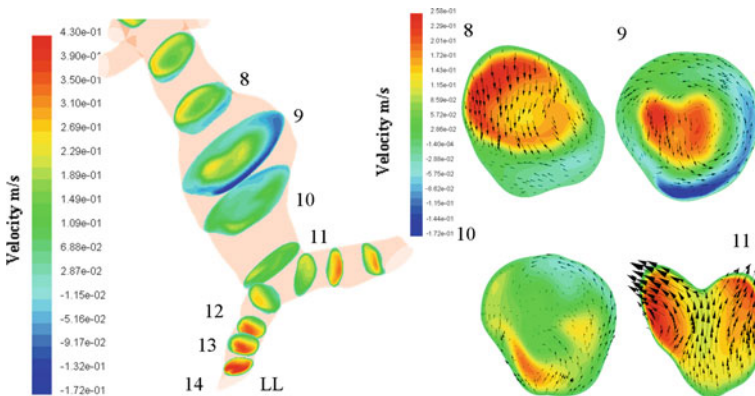 4.30e-01
3.90e-01
3.50e-01
3.10e-01
2.70e-01
2.29e-01
1.89e-01
1.49e-01
1.09e-01
6.88e-02
2.87e-02
-1.15e-02
-5.16e-02
-9.18e-02
-1.32e-01
-1.72e-01
Velocity m/s
8
9
10
11
12
13
14 LL
2.58e-01
2.29e-01
2.01e-01
1.72e-01
1.43e-01
1.15e-01
8.59e-02
5.72e-02
2.86e-02
-1.40e-04
-2.88e-02
-5.75e-02
-8.62e-02
-1.15e-01
-1.44e-01
-1.72e-01
Velocity m/s
8
9
10
11